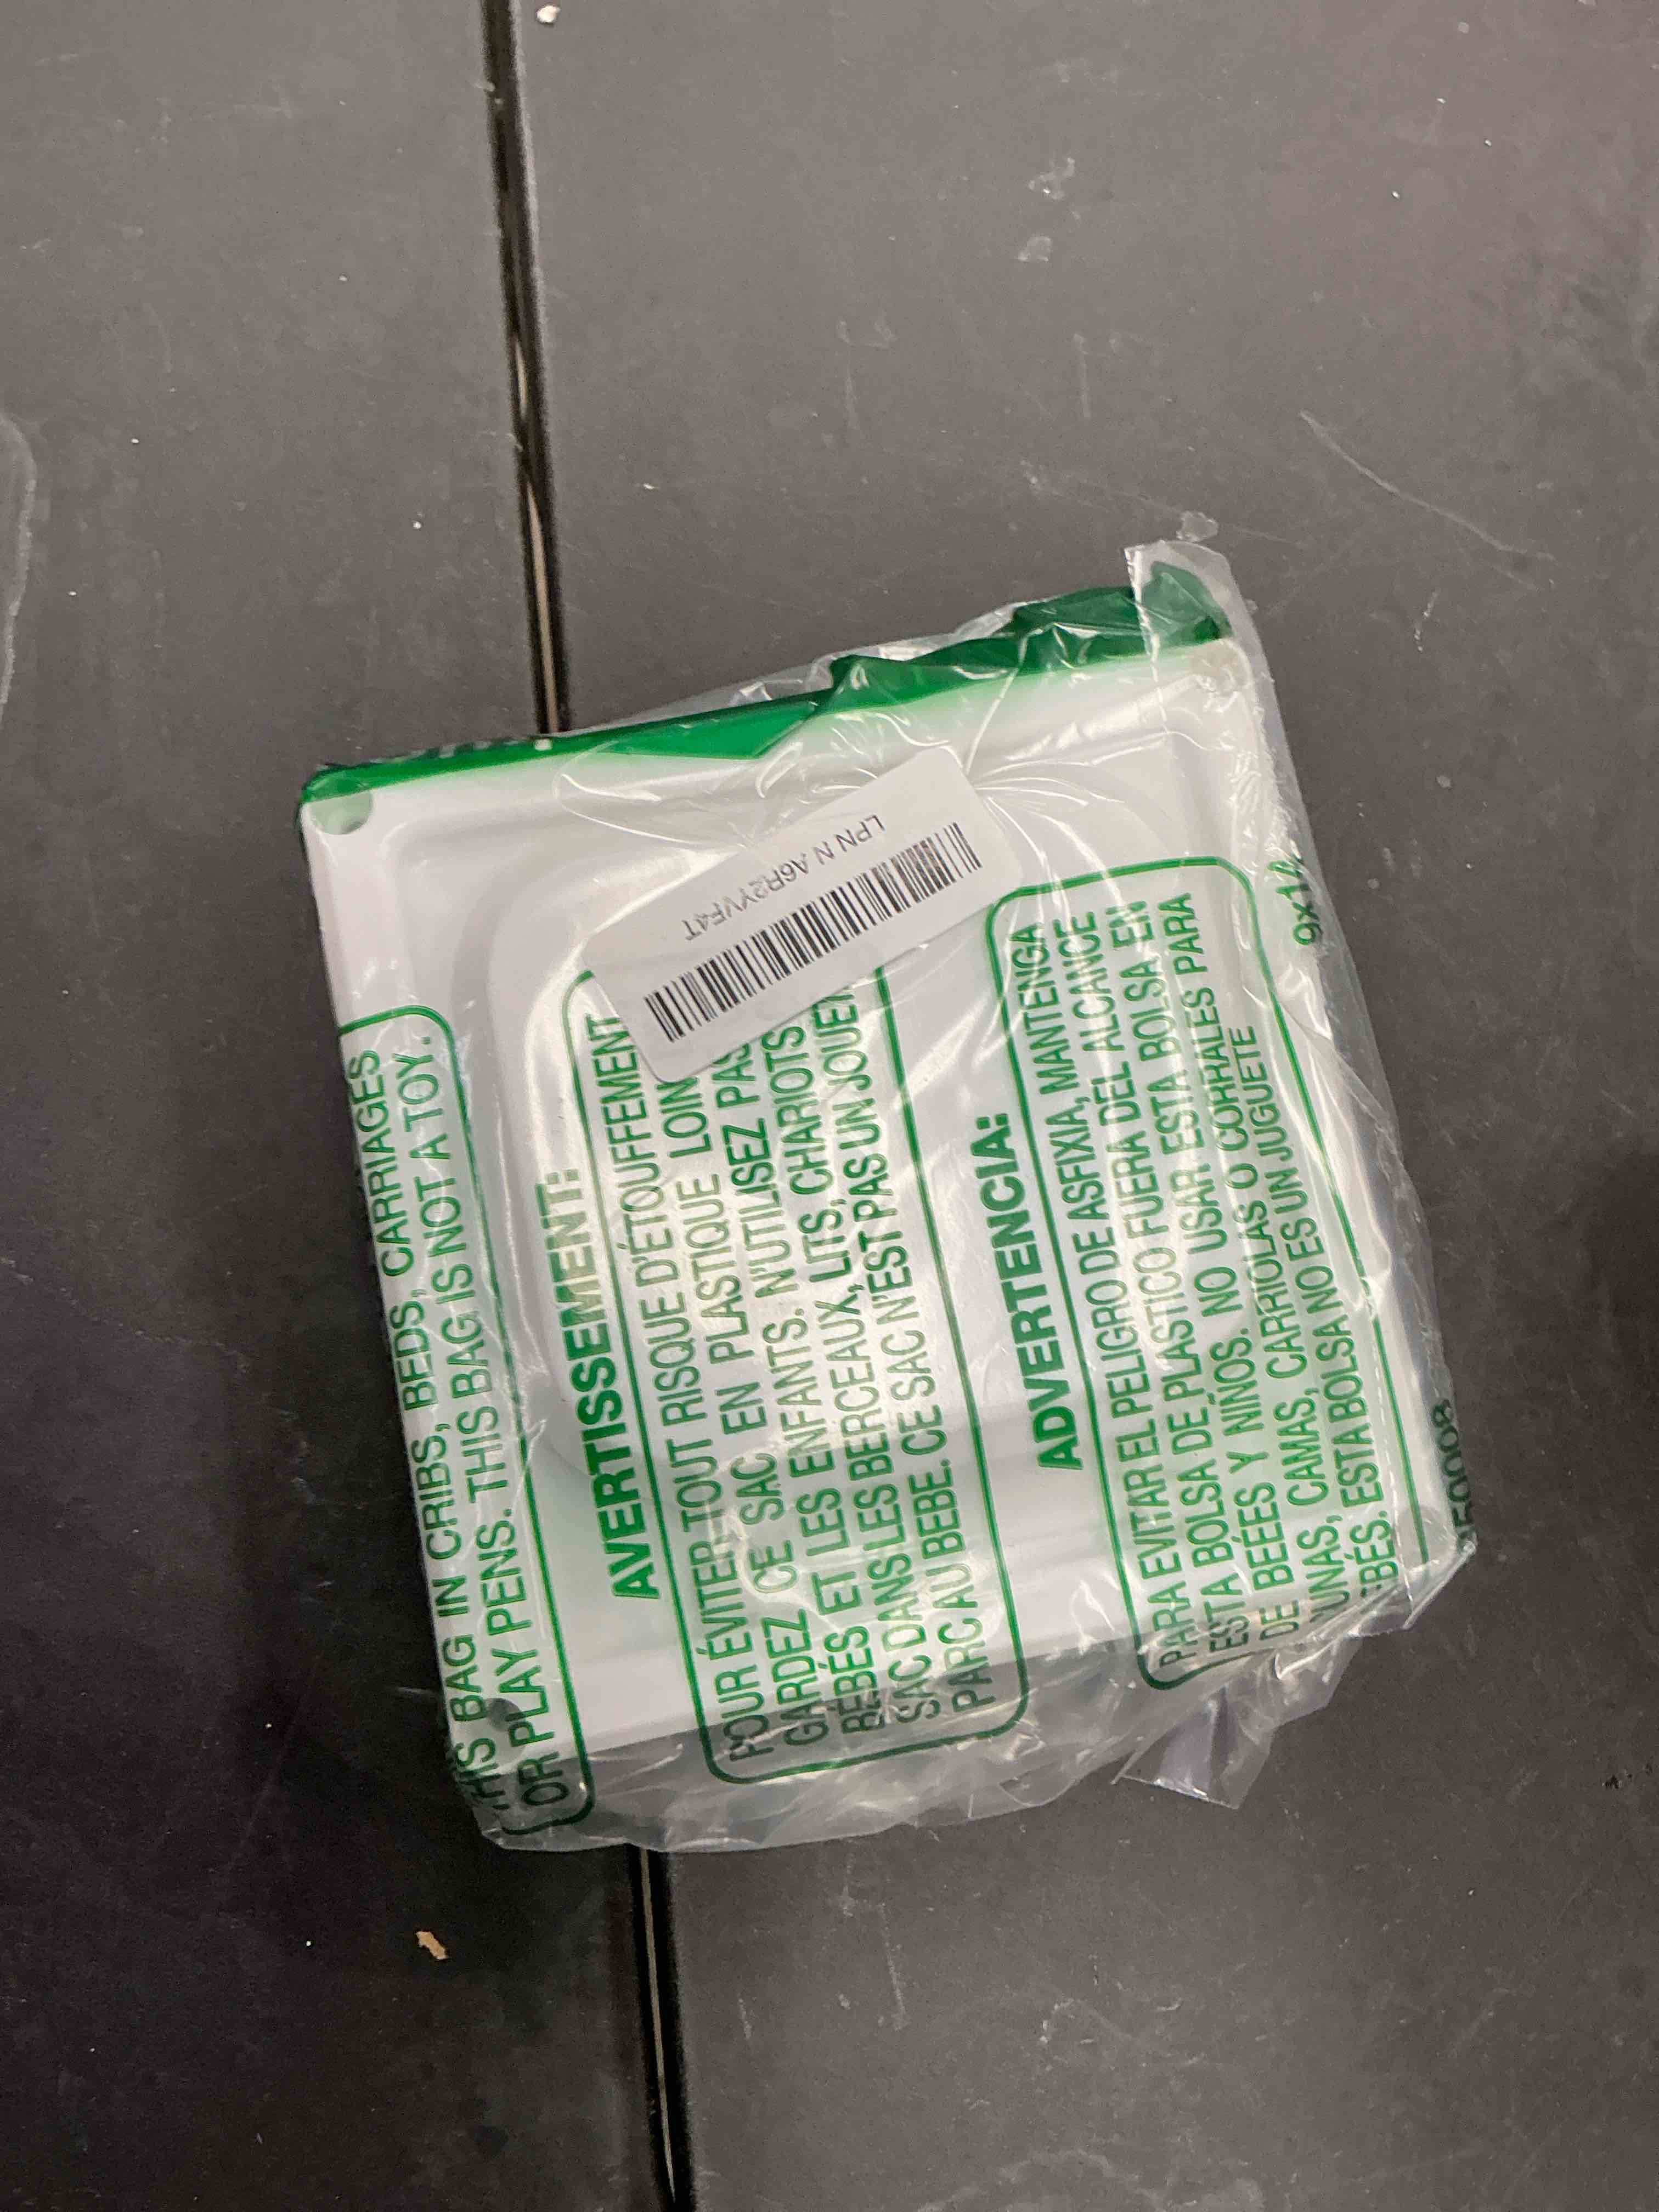 THIS BAG IN CRIBS, BEDS, CARRIAGES
OR PLAY PENS. THIS BAG IS NOT A TOY.
AVERTISSEMENT:
POUR ÉVITER TOUT RISQUE D'ÉTOUFFEMENT
GARDEZ CE SAC EN PLASTIQUE LOIN
BÉBÉS ET LES ENFANTS. N'UTILISEZ PAS
SAC DANS LES BERCEAUX, LITS, CHARIOTS
PARC AU BEBE. CE SAC N'EST PAS UN JOUET
LPN N A6R2YVF4T
ADVERTENCIA:
PARA EVITAR EL PELIGRO DE ASFIXIA, MANTENGA
ESTA BOLSA DE PLASTICO FUERA DEL ALCANCE
DE BÉÉS Y NIÑOS. NO USAR ESTA BOLSA EN
CUNAS, CAMAS, CARRIOLAS O CORRALES PARA
BÉS. ESTA BOLSA NO ES UN JUGUETE
9x14